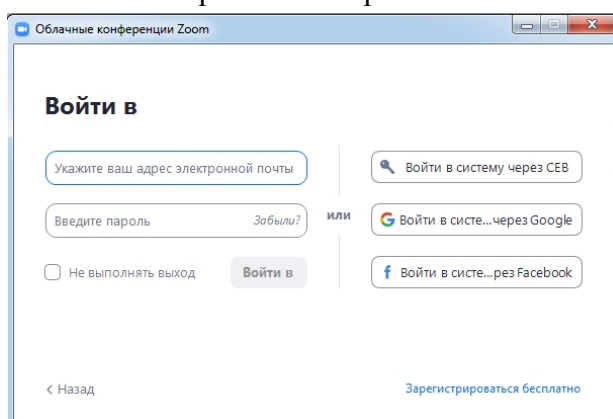 Облачные конференции Zoom
Войти в
Укажите ваш адрес электронной почты
Введите пароль
Забыли?
Не выполнять выход
Войти в
или
Войти в систему через СЕВ
Войти в систе...через Google
Войти в систе...рез Facebook
< Назад
Зарегистрироваться бесплатно